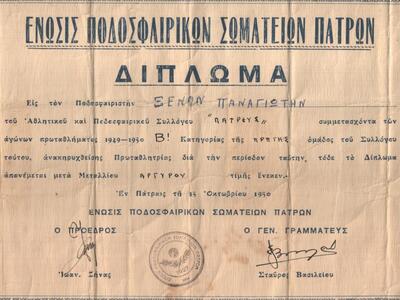 ΕΝΩΣΙΣ ΠΟΔΟΣΦΑΙΡΙΚΩΝ ΣΩΜΑΤΕΙΩΝ ΠΑΤΡΩΝ
ΔΙΠΛΩΜΑ
Εἰς τὸν Ποδοσφαιριστὴν ΞΕΝΟΝ ΠΑΝΑΓΙΩΤΗΝ
τοῦ Ἀθλητικοῦ καὶ Ποδοσφαιρικοῦ Συλλόγου "ΠΑΤΡΕΥΣ" συμμετασχόντα τῶν
ἀγώνων πρωταθλήματος 1949-1950 Β! Κατηγορίας τῆς ΠΡΩΤΗΣ ὁμάδος τοῦ Συλλόγου
τούτου, ἀνακηρυχθείσης Πρωταθλητρίας διὰ τὴν περίοδον ταύτην, τόδε τὸ Δίπλωμα
ἀπονέμεται μετὰ Μεταλλίου ΑΡΓΥΡΟΥ τιμῆς ἕνεκεν.
Ἐν Πάτραις τῇ 15 Ὀκτωβρίου 1950
ΕΝΩΣΙΣ ΠΟΔΟΣΦΑΙΡΙΚΩΝ ΣΩΜΑΤΕΙΩΝ ΠΑΤΡΩΝ
Ο ΠΡΟΕΔΡΟΣ Ο ΓΕΝ. ΓΡΑΜΜΑΤΕΥΣ
Ἰωαν. Ξήνας Σταῦρος Βασιλείου